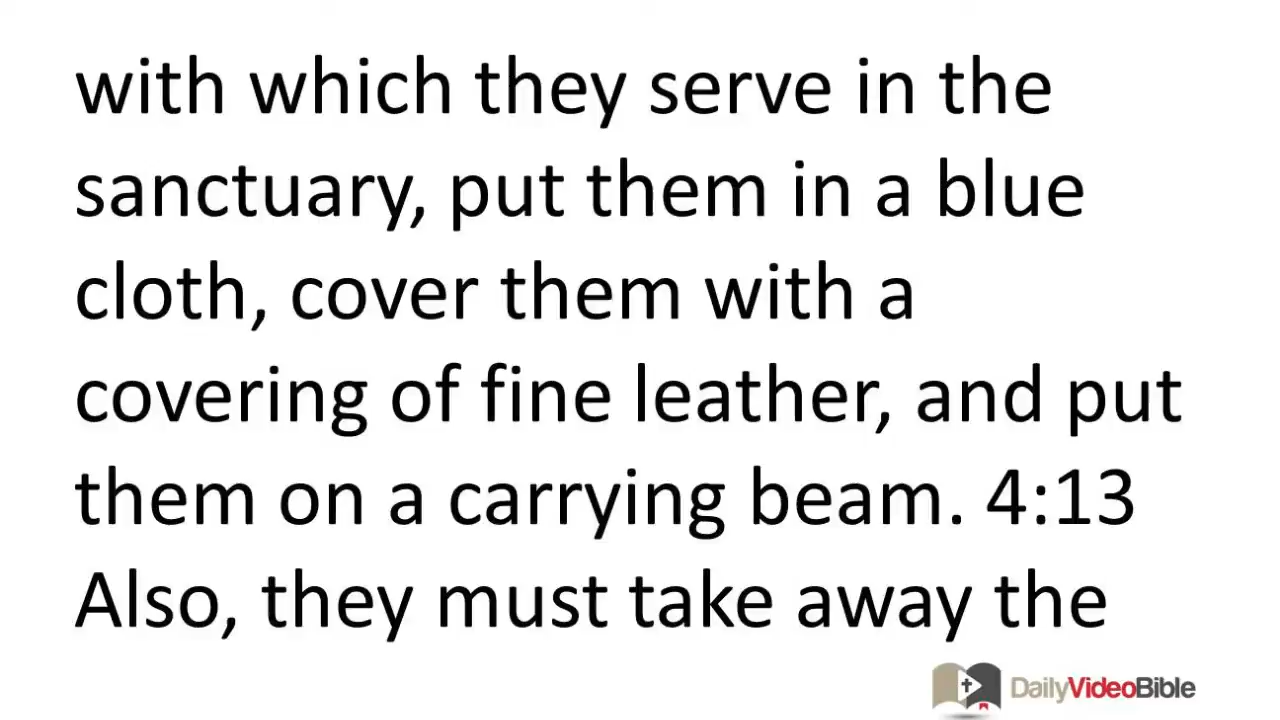 with which they serve in the
sanctuary, put them in a blue
cloth, cover them with a
covering of fine leather, and put
them on a carrying beam. 4:13
Also, they must take away the
DailyVideoBible